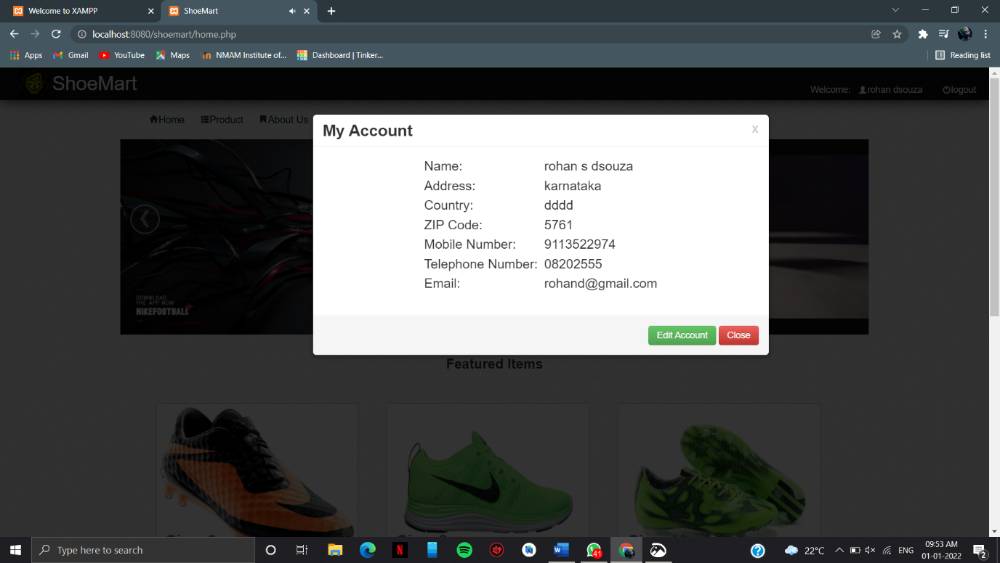 Welcome to XAMPP
ShoeMart
localhost:8080/shoemart/home.php
Apps Gmail YouTube Maps NMAM Institute of... Dashboard | Tinker... Reading list
ShoeMart
Welcome: rohan dsouza logout
Home Product About Us
My Account x
Name: rohan s dsouza
Address: karnataka
Country: dddd
ZIP Code: 5761
Mobile Number: 9113522974
Telephone Number: 08202555
Email: rohand@gmail.com
DOWNLOAD
THE APP NOW
NIKEFOOTBALL
Edit Account Close
Featured Items
Type here to search
41
22°C ENG 09:53 AM
01-01-2022 2